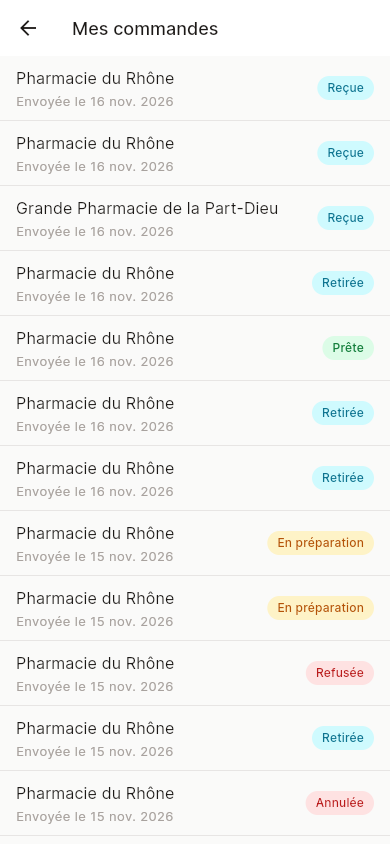 Mes commandes
Pharmacie du Rhône
Envoyée le 16 nov. 2026
Reçue
Pharmacie du Rhône
Envoyée le 16 nov. 2026
Reçue
Grande Pharmacie de la Part-Dieu
Envoyée le 16 nov. 2026
Reçue
Pharmacie du Rhône
Envoyée le 16 nov. 2026
Retirée
Pharmacie du Rhône
Envoyée le 16 nov. 2026
Prête
Pharmacie du Rhône
Envoyée le 16 nov. 2026
Retirée
Pharmacie du Rhône
Envoyée le 16 nov. 2026
Retirée
Pharmacie du Rhône
Envoyée le 15 nov. 2026
En préparation
Pharmacie du Rhône
Envoyée le 15 nov. 2026
En préparation
Pharmacie du Rhône
Envoyée le 15 nov. 2026
Refusée
Pharmacie du Rhône
Envoyée le 15 nov. 2026
Retirée
Pharmacie du Rhône
Envoyée le 15 nov. 2026
Annulée